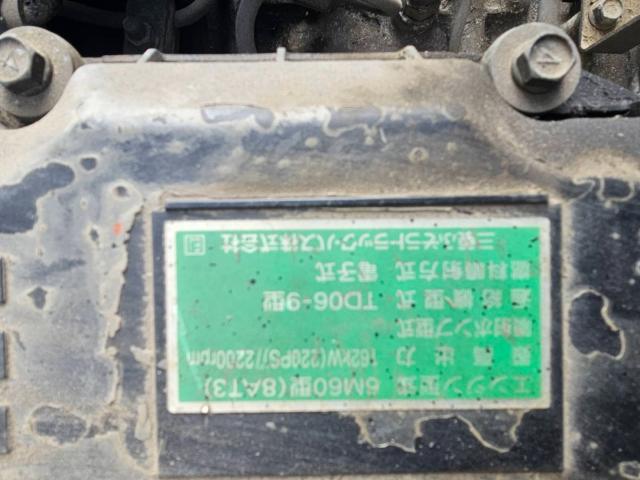 エンジン型式 6M60型(8AT3)
最高出力 162kW(220PS)/2200rpm
噴射ポンプ型式
過給機型式 TD06-9型
燃料噴射方式 電子式
三菱ふそうトラック・バス株式会社